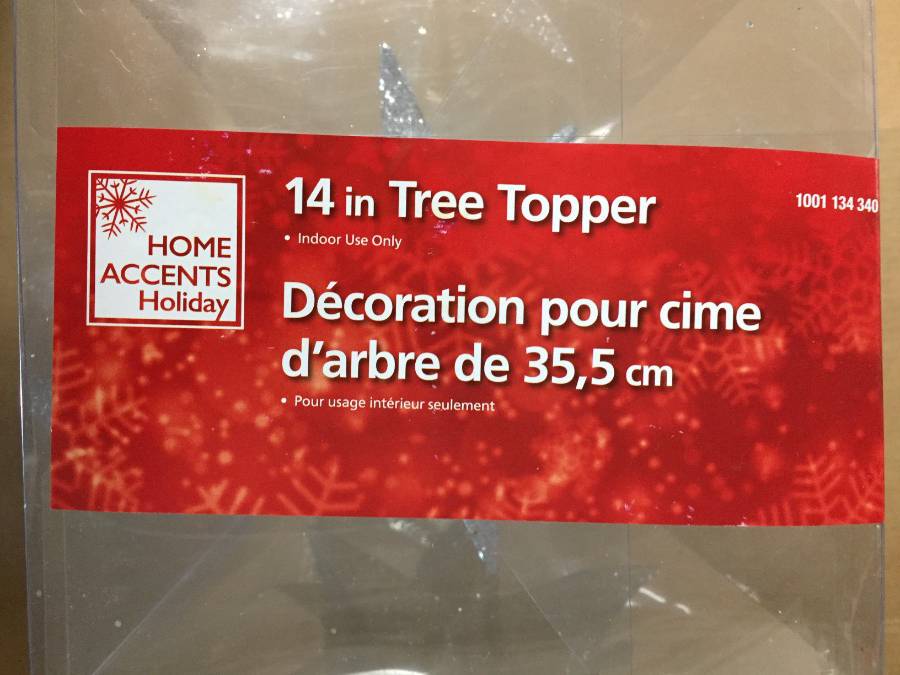 HOME
ACCENTS
Holiday
14 in Tree Topper
• Indoor Use Only
1001 134 340
Décoration pour cime
d'arbre de 35,5 cm
• Pour usage intérieur seulement